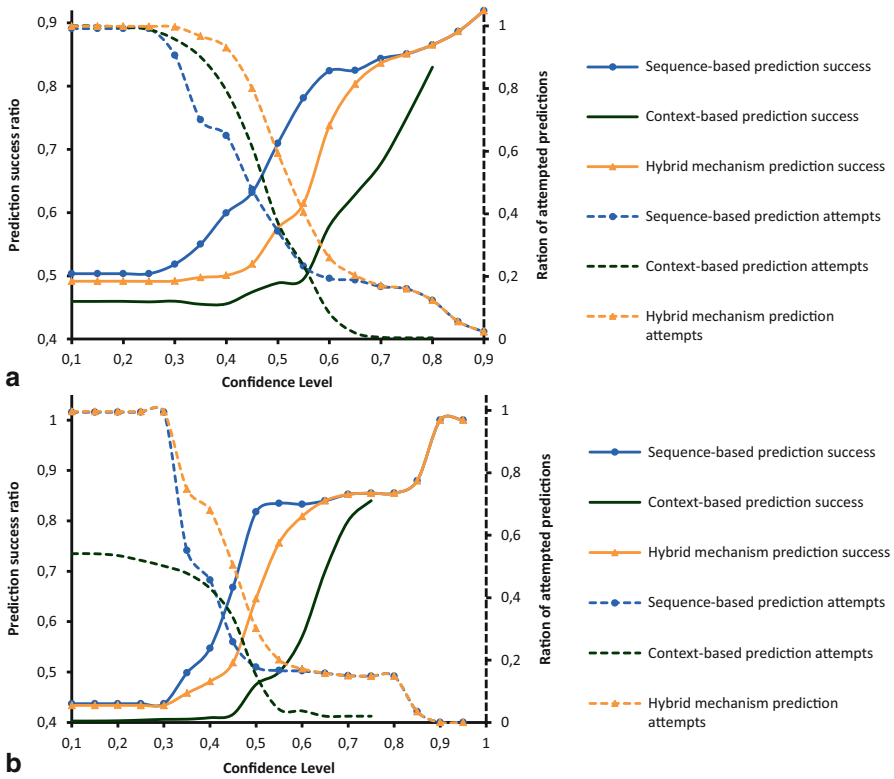 0,9
0,8
0,7
0,6
0,5
0,4
Prediction success ratio
1
0,8
0,6
0,4
0,2
0
Ration of attempted predictions
0,1
0,2
0,3
0,4
0,5
0,6
0,7
0,8
0,9
Confidence Level
a
Sequence-based prediction success
Context-based prediction success
Hybrid mechanism prediction success
Sequence-based prediction attempts
Context-based prediction attempts
Hybrid mechanism prediction
attempts
1
0,9
0,8
0,7
0,6
0,5
0,4
Prediction success ratio
1
0,8
0,6
0,4
0,2
0
Ration of attempted predictions
0,1
0,2
0,3
0,4
0,5
0,6
0,7
0,8
0,9
1
Confidence Level
b
Sequence-based prediction success
Context-based prediction success
Hybrid mechanism prediction success
Sequence-based prediction attempts
Context-based prediction attempts
Hybrid mechanism prediction
attempts